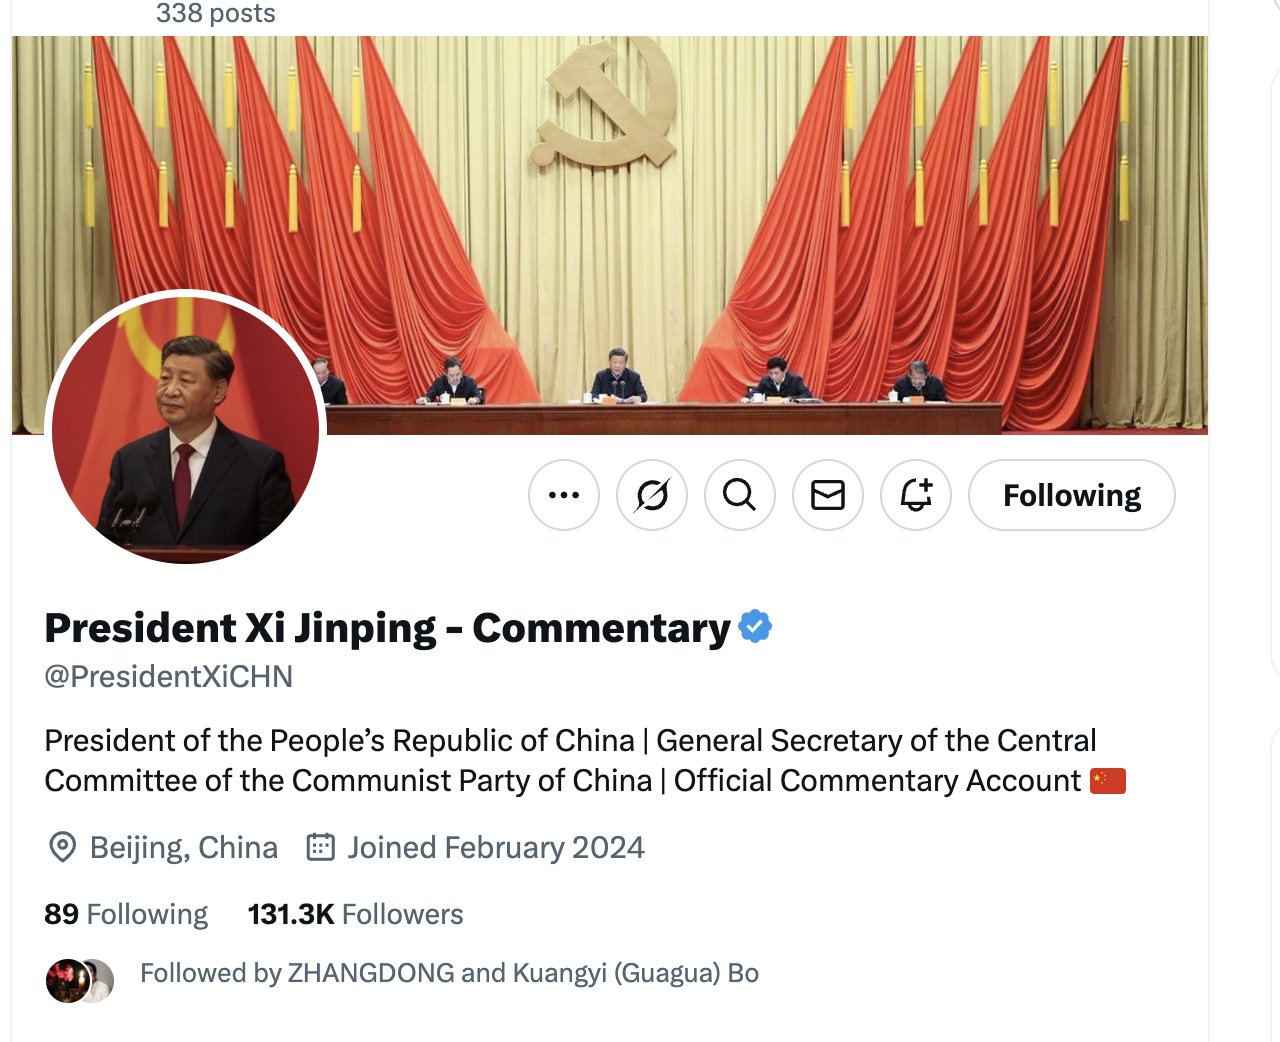 338 posts
Following
President Xi Jinping - Commentary
@PresidentXiCHN
President of the People’s Republic of China | General Secretary of the Central
Committee of the Communist Party of China | Official Commentary Account 🇨🇳
Beijing, China Joined February 2024
89 Following 131.3K Followers
Followed by ZHANGDONG and Kuangyi (Guagua) Bo